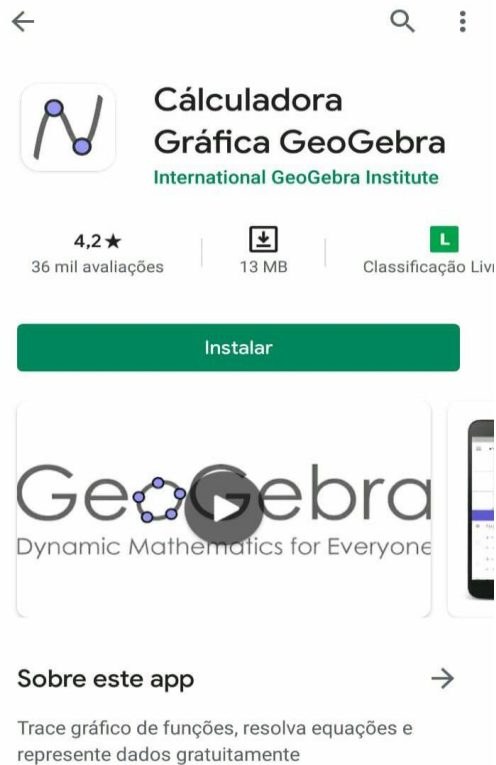 Cálculadora
Gráfica GeoGebra
International GeoGebra Institute
4,2★
36 mil avaliações
13 MB
L
Classificação Liv
Instalar
GeoGebra
Dynamic Mathematics for Everyone
Sobre este app
Trace gráfico de funções, resolva equações e
represente dados gratuitamente